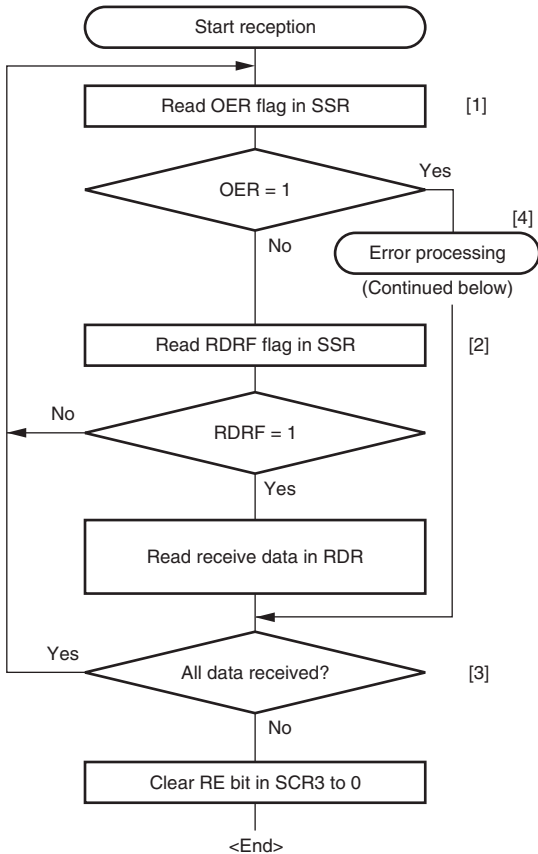 Start reception
Read OER flag in SSR
[1]
OER = 1
Yes
No
[4]
Error processing
(Continued below)
Read RDRF flag in SSR
[2]
No
RDRF = 1
Yes
Read receive data in RDR
Yes
All data received?
[3]
No
Clear RE bit in SCR3 to 0
<End>